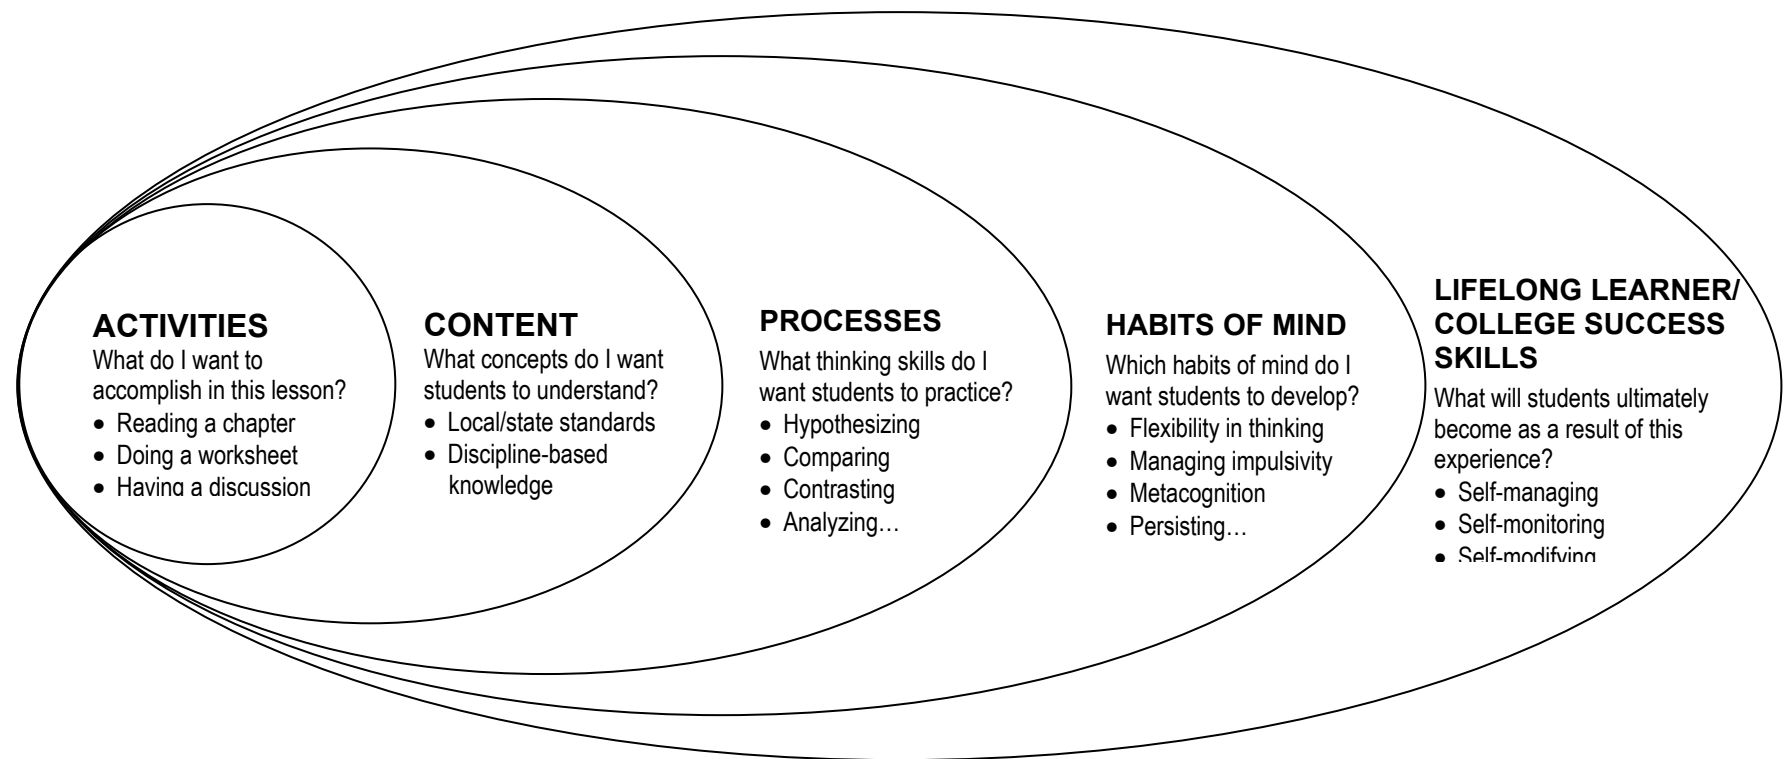 ACTIVITIES
What do I want to
accomplish in this lesson?
• Reading a chapter
• Doing a worksheet
• Having a discussion
CONTENT
What concepts do I want
students to understand?
• Local/state standards
• Discipline-based
knowledge
PROCESSES
What thinking skills do I
want students to practice?
• Hypothesizing
• Comparing
• Contrasting
• Analyzing…
HABITS OF MIND
Which habits of mind do I
want students to develop?
• Flexibility in thinking
• Managing impulsivity
• Metacognition
• Persisting…
LIFELONG LEARNER/
COLLEGE SUCCESS
SKILLS
What will students ultimately
become as a result of this
experience?
• Self-managing
• Self-monitoring
• Self-modifying